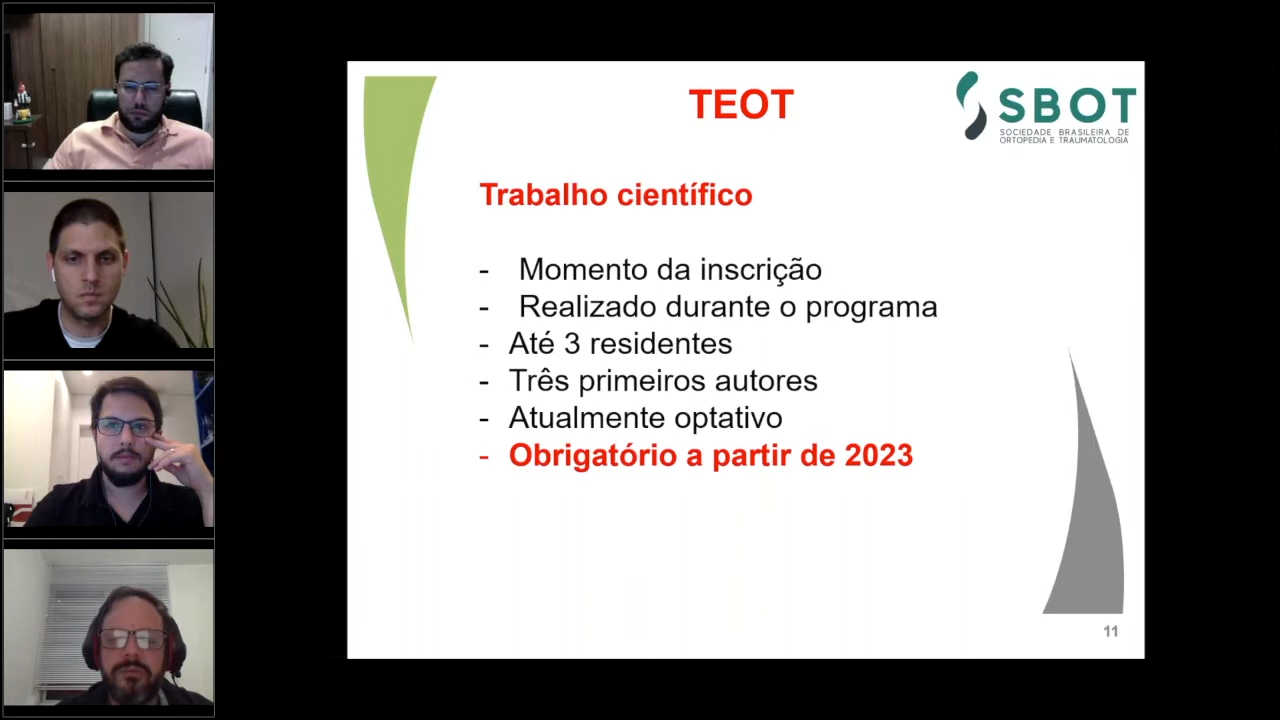 TEOT
SBOT
SOCIEDADE BRASILEIRA DE
ORTOPEDIA E TRAUMATOLOGIA
Trabalho científico
- Momento da inscrição
- Realizado durante o programa
- Até 3 residentes
- Três primeiros autores
- Atualmente optativo
- Obrigatório a partir de 2023
11